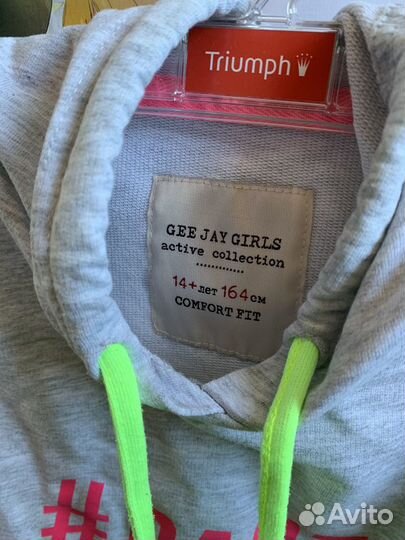 Triumph
GEE JAY GIRLS
active collection
14+ лет 164 см
COMFORT FIT
#
Avito